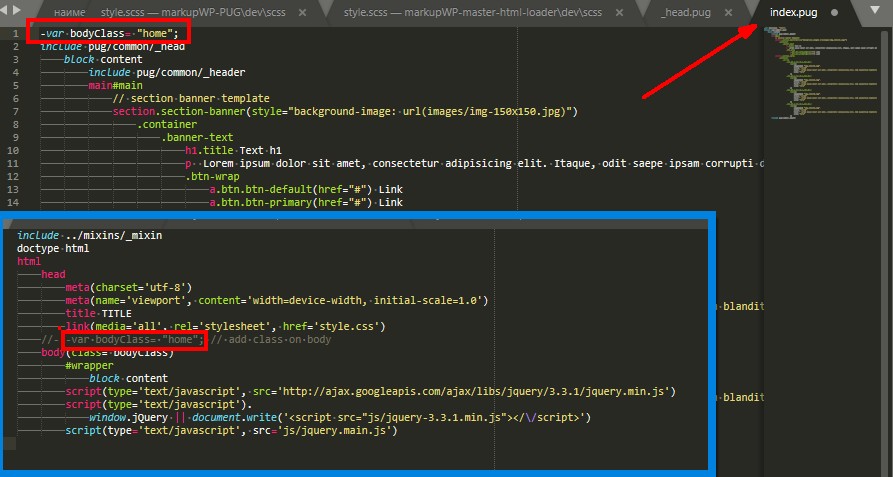 наиме
style.scss — markupWP-PUG\dev\scss ×
style.scss — markupWP-master-html-loader\dev\scss ×
_head.pug ×
index.pug
1 -var bodyClass= "home";
2 include pug/common/_head
3 block content
4 include pug/common/_header
5 main#main
6 // section banner template
7 section.section-banner(style="background-image: url(images/img-150x150.jpg)")
8 .container
9 .banner-text
10 h1.title Text h1
11 p Lorem ipsum dolor sit amet, consectetur adipisicing elit. Itaque, odit saepe ipsam corrupti d
12 .btn-wrap
13 a.btn.btn-default(href="#") Link
14 a.btn.btn-primary(href="#") Link
include ../mixins/_mixin
doctype html
html
head
meta(charset='utf-8')
meta(name='viewport', content='width=device-width, initial-scale=1.0')
title TITLE
link(media='all', rel='stylesheet', href='style.css')
// -var bodyClass= "home"; // add class on body
body(class= bodyClass)
#wrapper
block content
script(type='text/javascript', src='http://ajax.googleapis.com/ajax/libs/jquery/3.3.1/jquery.min.js')
script(type='text/javascript').
window.jQuery || document.write('<script src="js/jquery-3.3.1.min.js"><\/script>')
script(type='text/javascript', src='js/jquery.main.js')
blandit
blandit